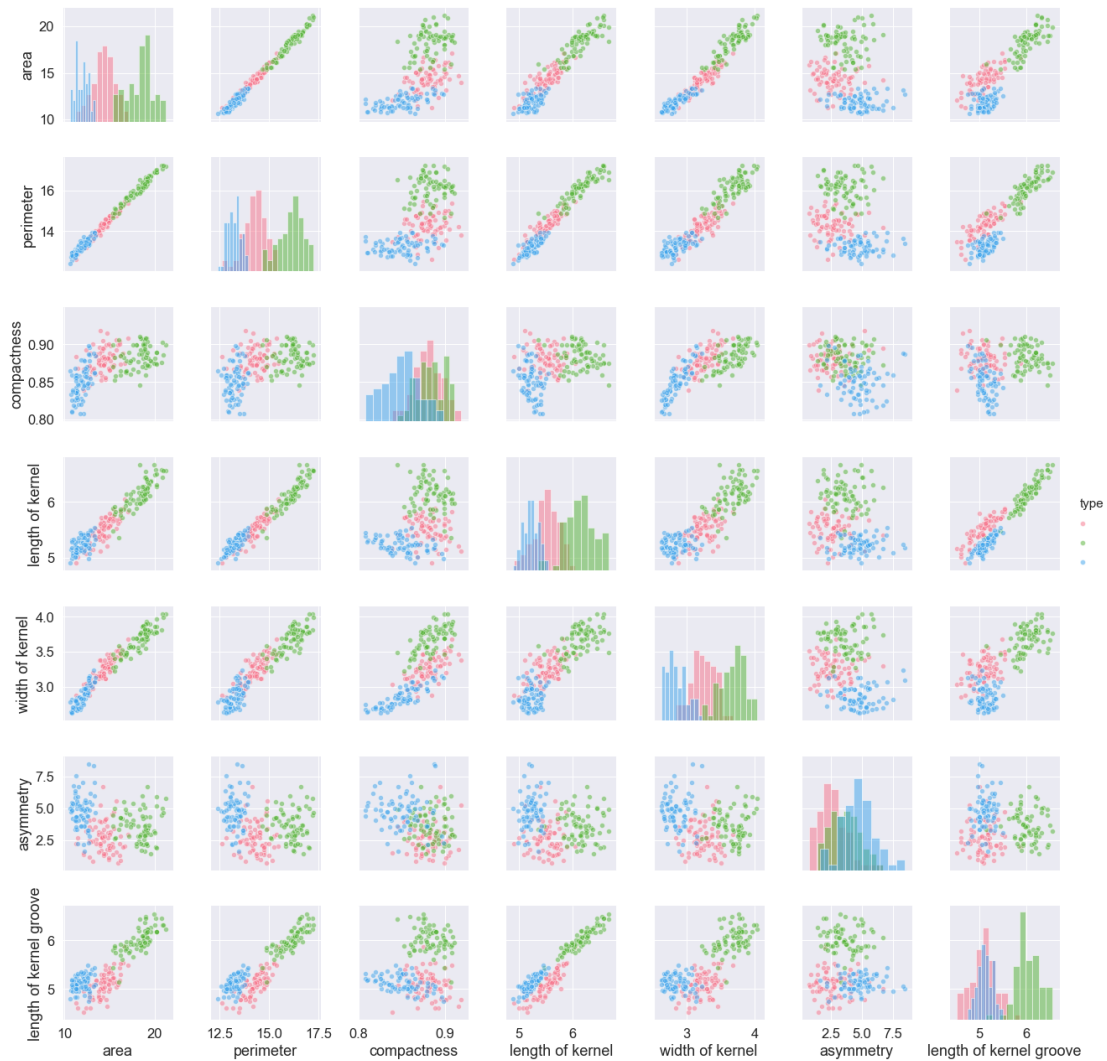 20
15
10
area
16
14
perimeter
0.90
0.85
0.80
compactness
6
5
length of kernel
type
4.0
3.5
3.0
width of kernel
7.5
5.0
2.5
asymmetry
6
5
length of kernel groove
10 20 12.5 15.0 17.5 0.8 0.9 5 6 3 4 2.5 5.0 7.5 5 6
area perimeter compactness length of kernel width of kernel asymmetry length of kernel groove